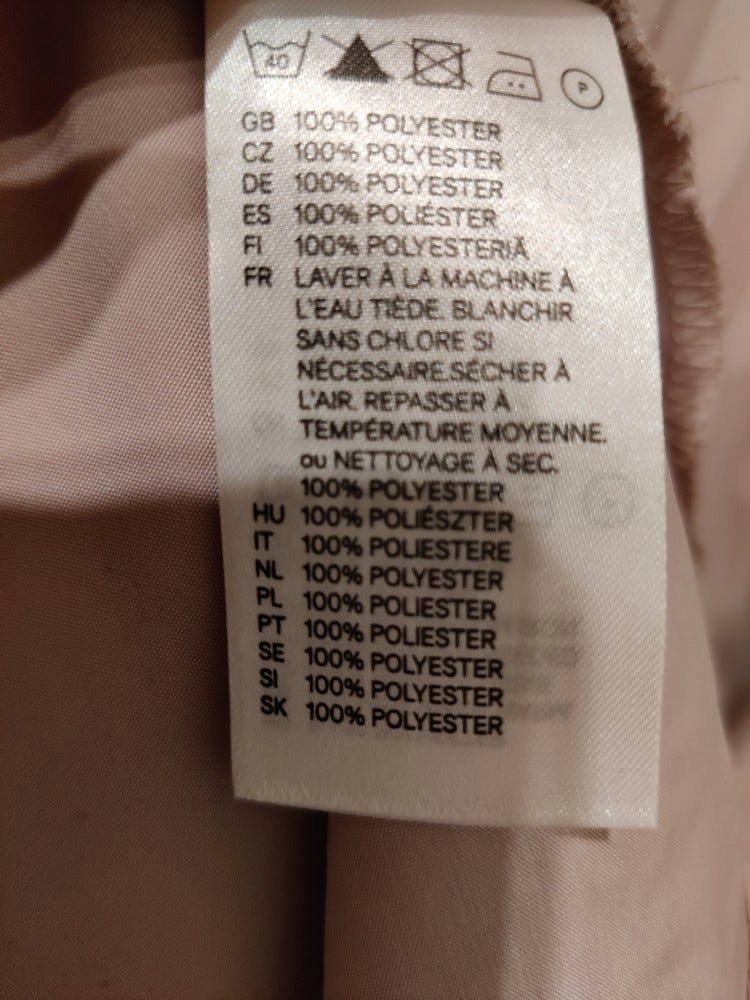 40
P
GB 100% POLYESTER
CZ 100% POLYESTER
DE 100% POLYESTER
ES 100% POLIÉSTER
FI 100% POLYESTERIÄ
FR LAVER À LA MACHINE À
L'EAU TIÈDE. BLANCHIR
SANS CHLORE SI
NÉCESSAIRE.SÉCHER À
L'AIR. REPASSER À
TEMPÉRATURE MOYENNE.
ou NETTOYAGE À SEC.
100% POLYESTER
HU 100% POLIÉSZTER
IT 100% POLIESTERE
NL 100% POLYESTER
PL 100% POLIESTER
PT 100% POLIESTER
SE 100% POLYESTER
SI 100% POLYESTER
SK 100% POLYESTER